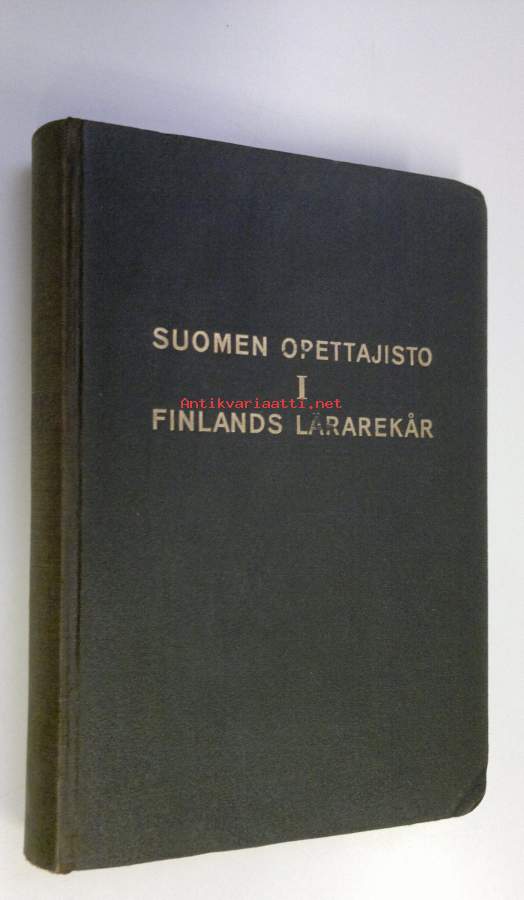 SUOMEN OPETTAJISTO
I
Antikvariaatti.net
FINLANDS LÄRAREKÅR